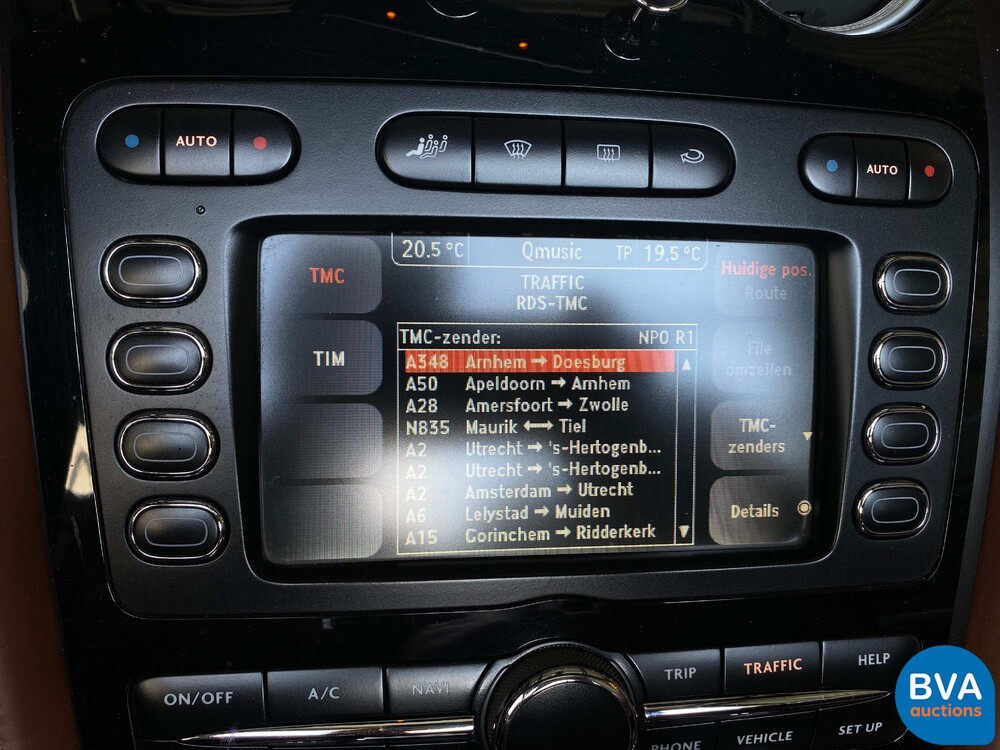 AUTO
AUTO
20.5 °C Qmusic TP 19.5 °C
TMC
TRAFFIC
RDS-TMC
Huidige pos.
Route
TIM
File
omzeilen
TMC-zender: NPO R1
A348 Arnhem → Doesburg
A50 Apeldoorn → Arnhem
A28 Amersfoort → Zwolle
N835 Maurik ↔ Tiel
A2 Utrecht → 's-Hertogenb...
A2 Utrecht → 's-Hertogenb...
A2 Amsterdam → Utrecht
A6 Lelystad → Muiden
A15 Gorinchem → Ridderkerk
TMC-
zenders
Details
ON/OFF A/C NAVI TRIP TRAFFIC HELP
PHONE VEHICLE SET UP
BVA
auctions